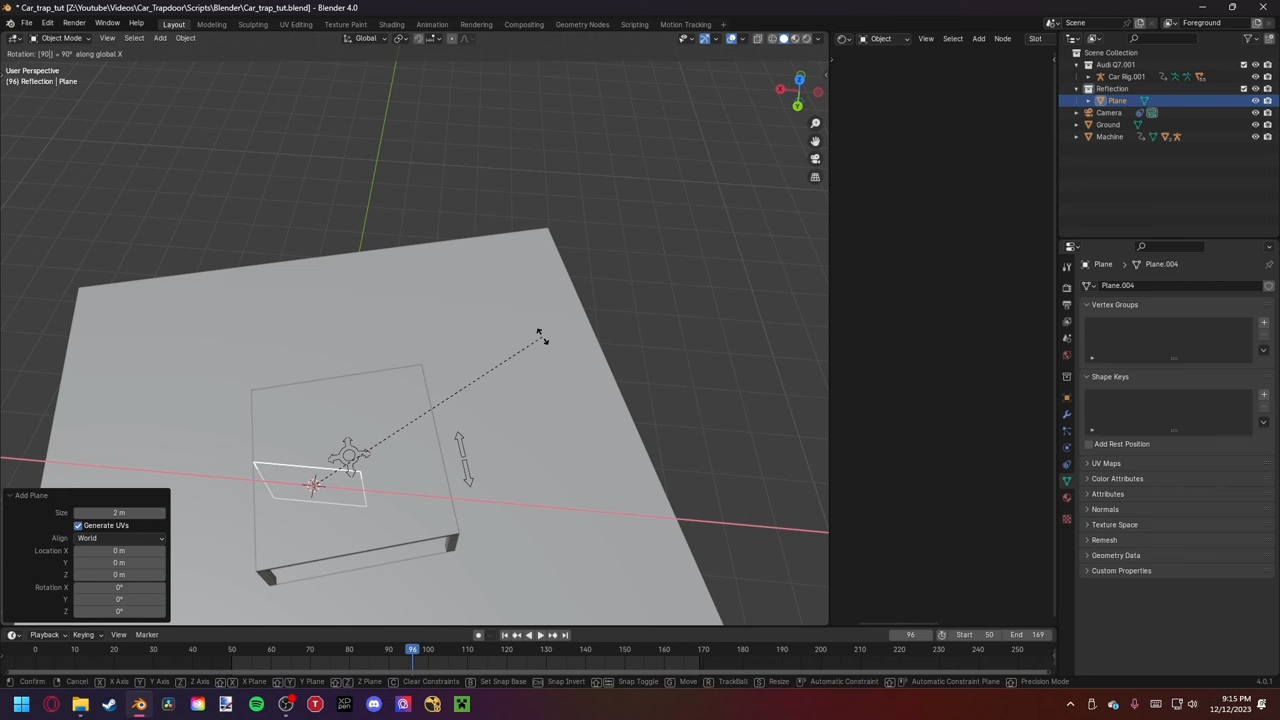 * Car_trap_tut [Z:\Youtube\Videos\Car_Trapdoor\Scripts\Blender\Car_trap_tut.blend] - Blender 4.0
File Edit Render Window Help Layout Modeling Sculpting UV Editing Texture Paint Shading Animation Rendering Compositing Geometry Nodes Scripting Motion Tracking Scene Foreground
Object Mode View Select Add Object Global Object View Select Add Node Slot
Rotation: [90|] = 90° along global X
User Perspective
(96) Reflection | Plane
X
Y
Z
Scene Collection
Audi Q7.001
Car Rig.001
Reflection
Plane
Camera
Ground
Machine
Plane Plane.004
Plane.004
Vertex Groups
Shape Keys
Add Rest Position
UV Maps
Color Attributes
Attributes
Normals
Texture Space
Remesh
Geometry Data
Custom Properties
Add Plane
Size 2 m
Generate UVs
Align World
Location X 0 m
Y 0 m
Z 0 m
Rotation X 0°
Y 0°
Z 0°
Playback Keying View Marker 96 Start 50 End 169
0 50 60 70 80 90 96 100 110 120 130 140 150 160 170 180 190 200 210 220 230 240 250
Confirm Cancel X X Axis Y Y Axis Z Z Axis X X Plane Y Y Plane Z Z Plane C Clear Constraints B Set Snap Base Ctrl Snap Invert Snap Toggle G Move R TrackBall S Resize Automatic Constraint Automatic Constraint Plane Precision Mode 4.0.1
9:15 PM
12/12/2023